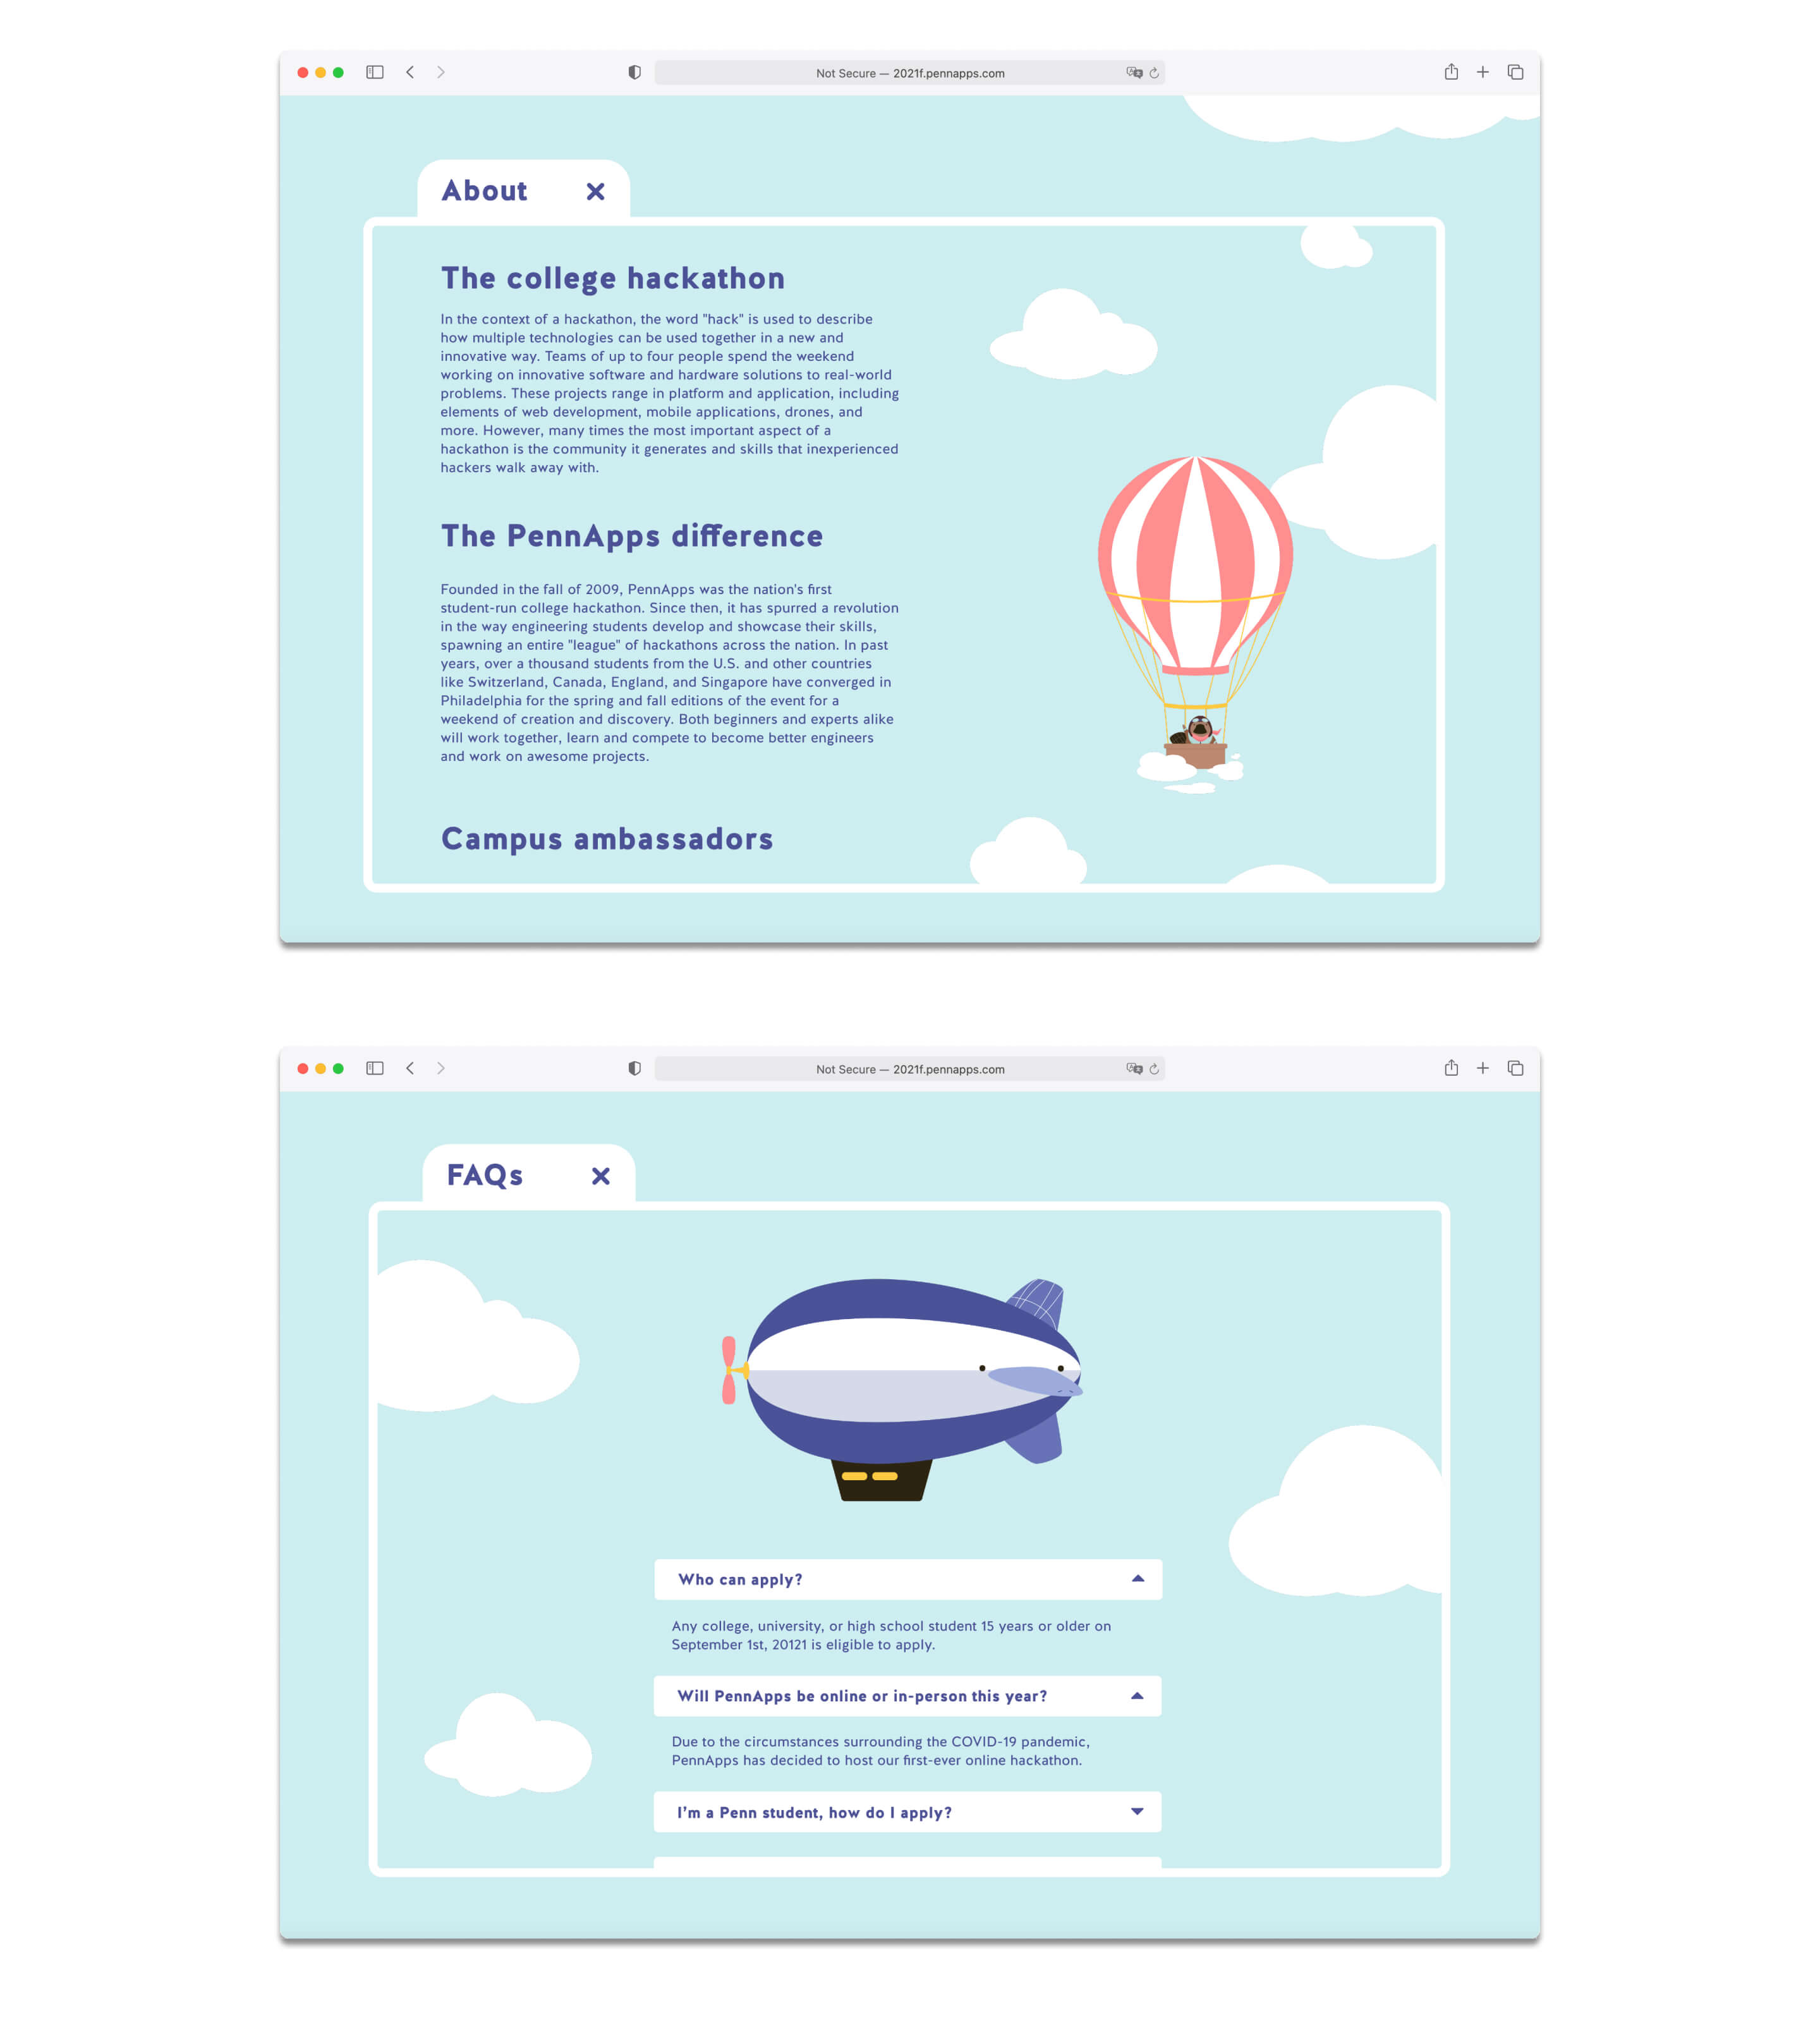 Not Secure — 2021f.pennapps.com
About
The college hackathon
In the context of a hackathon, the word "hack" is used to describe
how multiple technologies can be used together in a new and
innovative way. Teams of up to four people spend the weekend
working on innovative software and hardware solutions to real-world
problems. These projects range in platform and application, including
elements of web development, mobile applications, drones, and
more. However, many times the most important aspect of a
hackathon is the community it generates and skills that inexperienced
hackers walk away with.
The PennApps difference
Founded in the fall of 2009, PennApps was the nation's first
student-run college hackathon. Since then, it has spurred a revolution
in the way engineering students develop and showcase their skills,
spawning an entire "league" of hackathons across the nation. In past
years, over a thousand students from the U.S. and other countries
like Switzerland, Canada, England, and Singapore have converged in
Philadelphia for the spring and fall editions of the event for a
weekend of creation and discovery. Both beginners and experts alike
will work together, learn and compete to become better engineers
and work on awesome projects.
Campus ambassadors
Not Secure — 2021f.pennapps.com
FAQs
Who can apply?
Any college, university, or high school student 15 years or older on
September 1st, 20121 is eligible to apply.
Will PennApps be online or in-person this year?
Due to the circumstances surrounding the COVID-19 pandemic,
PennApps has decided to host our first-ever online hackathon.
I'm a Penn student, how do I apply?